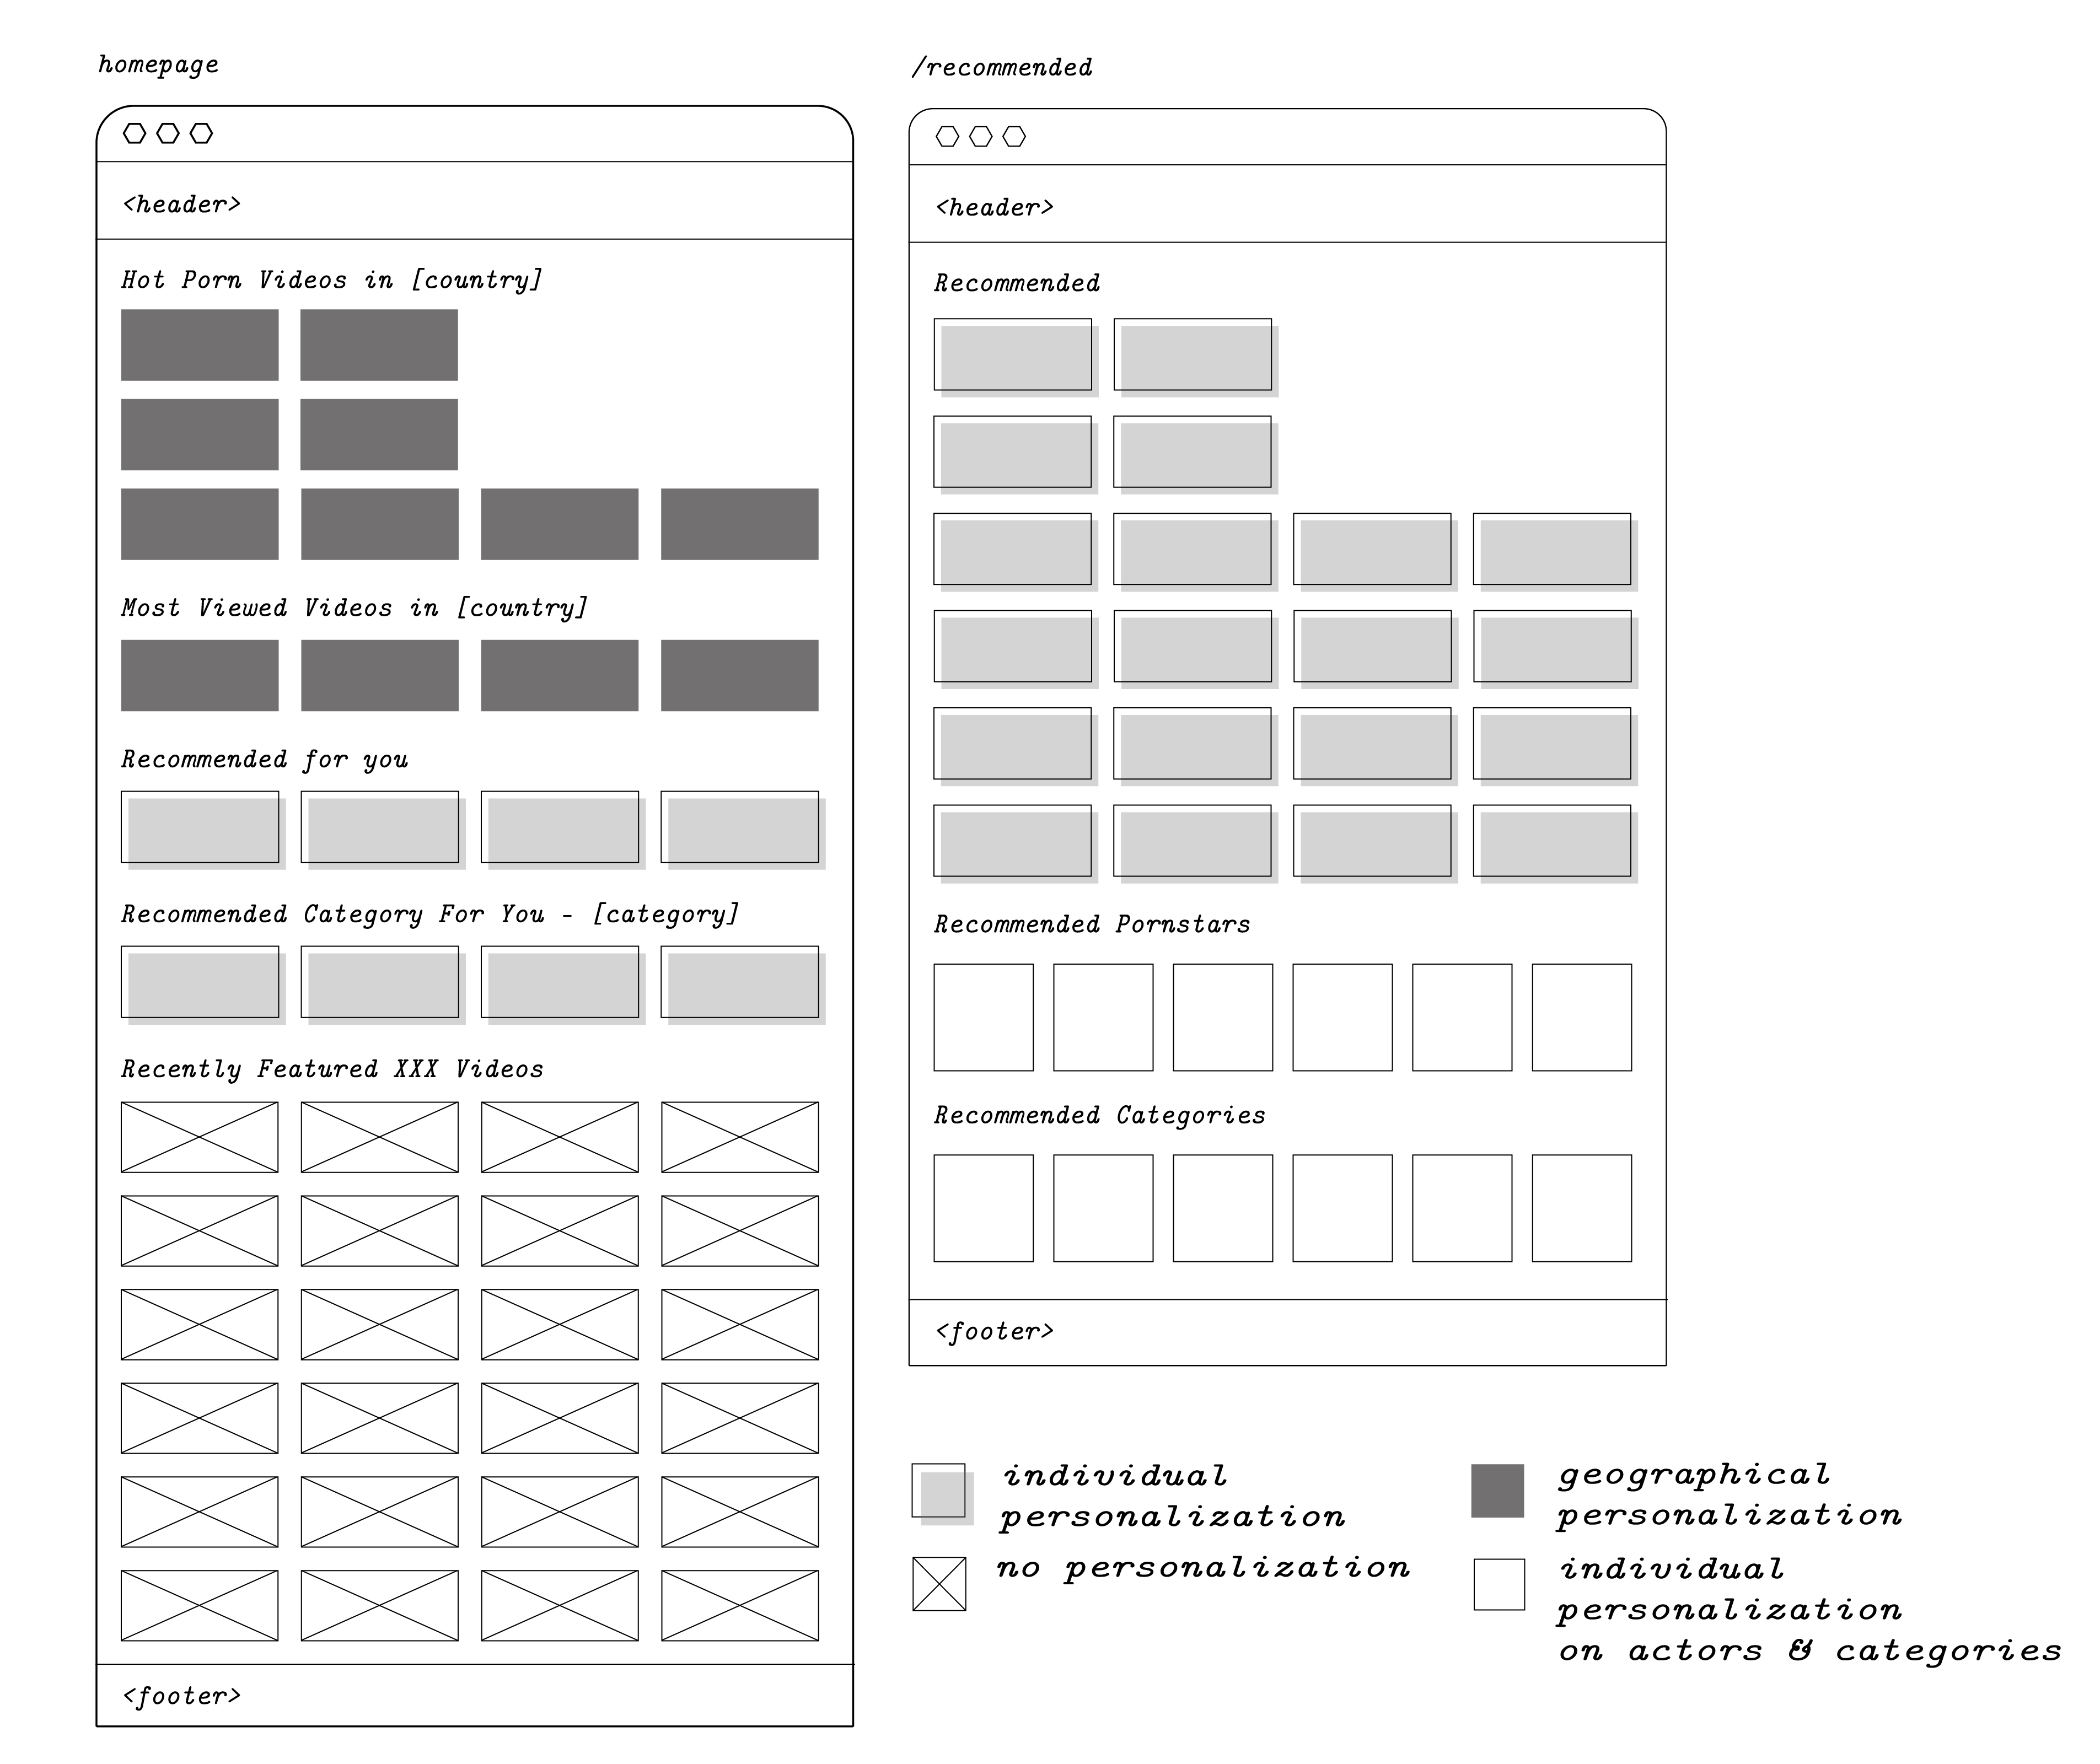 homepage
<header>
Hot Porn Videos in [country]
Most Viewed Videos in [country]
Recommended for you
Recommended Category For You - [category]
Recently Featured XXX Videos
<footer>
/recommended
<header>
Recommended
Recommended Pornstars
Recommended Categories
<footer>
individual
personalization
no personalization
geographical
personalization
individual
personalization
on actors & categories